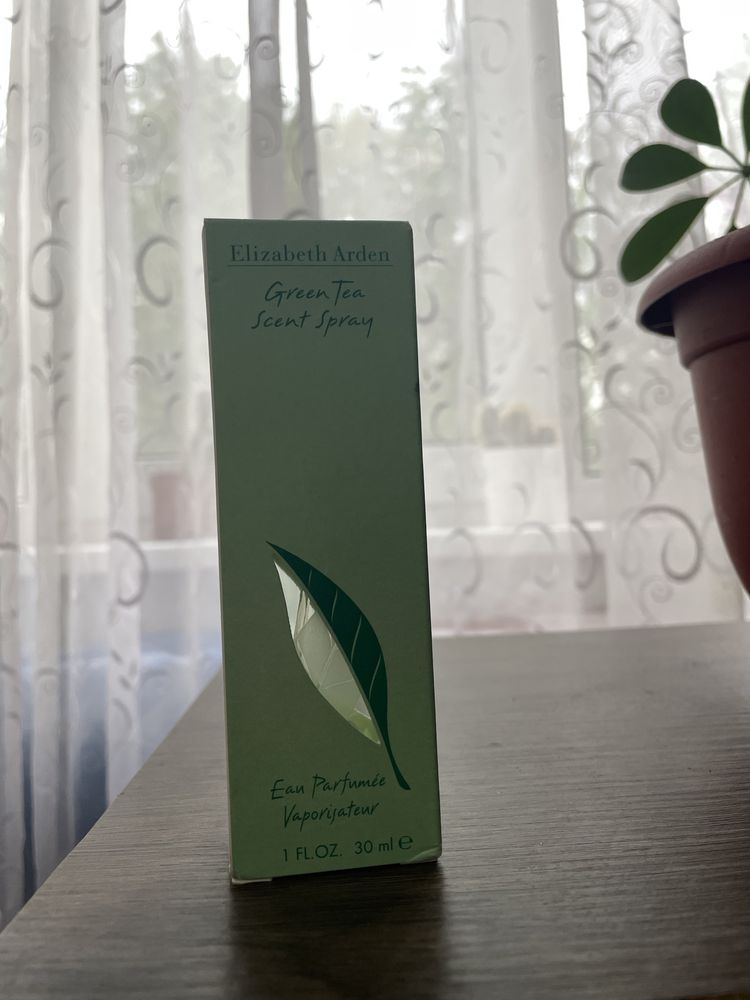 Elizabeth Arden
Green Tea
Scent Spray
Eau Parfumée
Vaporisateur
1 FL.OZ. 30 ml ℮